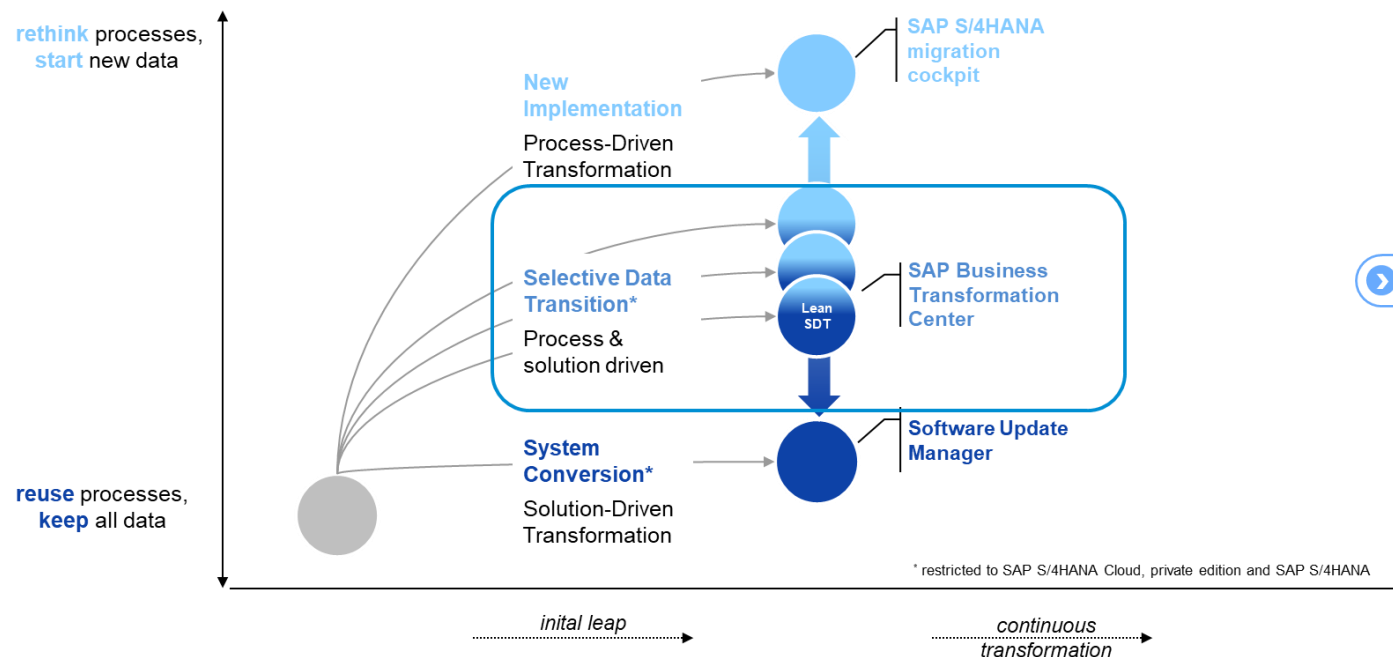 rethink processes,
start new data
SAP S/4HANA
migration
cockpit
New
Implementation
Process-Driven
Transformation
Selective Data
Transition*
Process &
solution driven
Lean
SDT
SAP Business
Transformation
Center
System
Conversion*
Solution-Driven
Transformation
Software Update
Manager
reuse processes,
keep all data
* restricted to SAP S/4HANA Cloud, private edition and SAP S/4HANA
inital leap
continuous
transformation